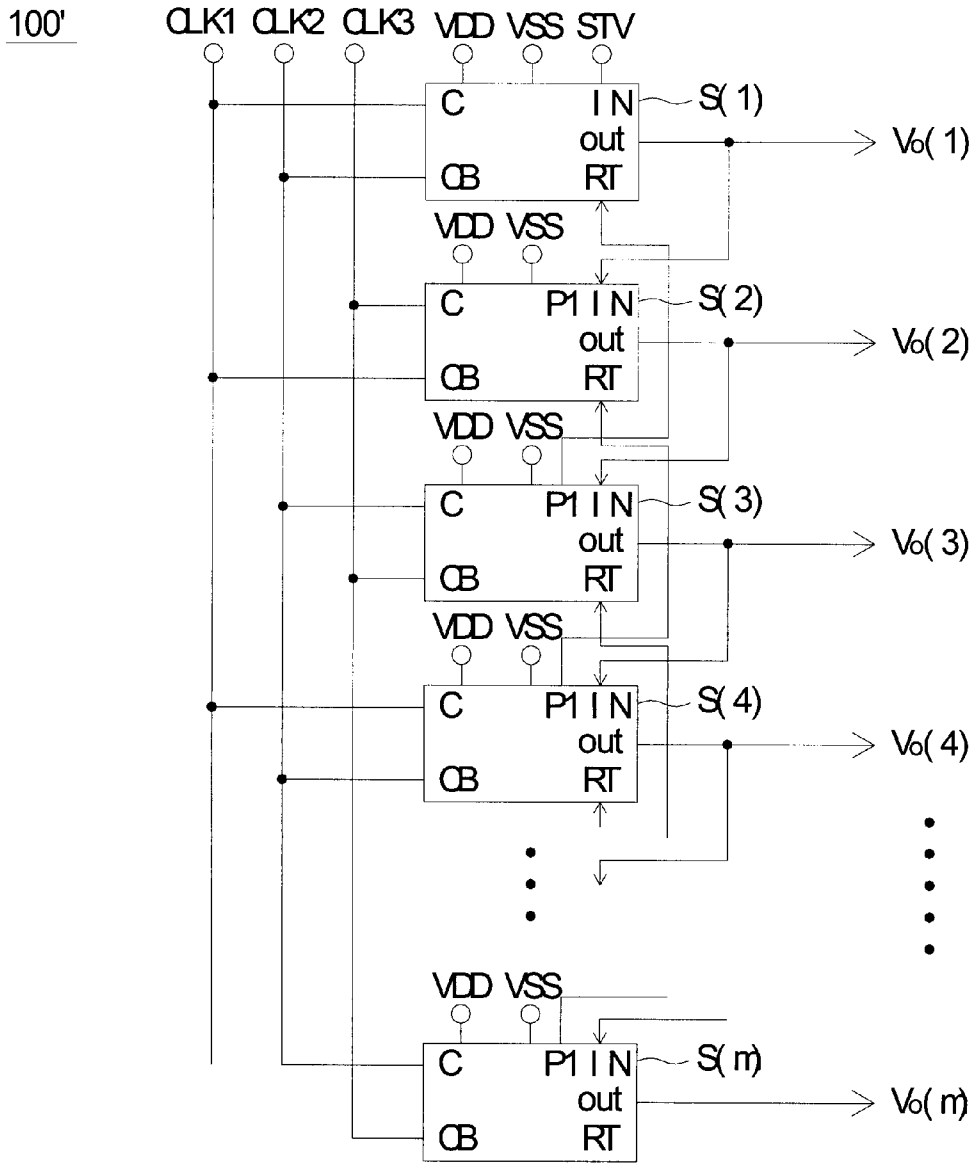 100'
CLK1 CLK2 CLK3 VDD VSS STV
C IN S(1)
out Vo(1)
CB RT
VDD VSS
C P1 IN S(2)
out Vo(2)
CB RT
VDD VSS
C P1 IN S(3)
out Vo(3)
CB RT
VDD VSS
C P1 IN S(4)
out Vo(4)
CB RT
VDD VSS
C P1 IN S(m)
out Vo(m)
CB RT